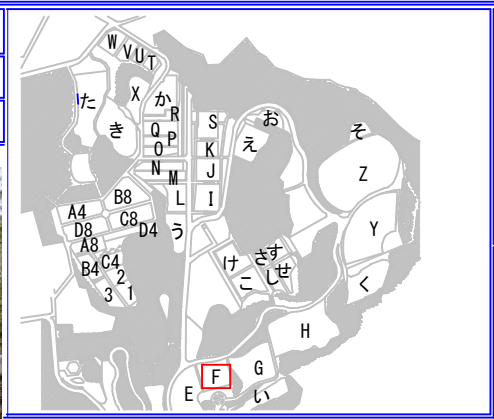 W V U T
た X か R S お そ
き Q P え
O K Z
N M J
L I
A4 B8 う Y
D8 C8 D4
A8 け さ す
B4 C4 こ し せ く
2
3 1
H
F G
E い